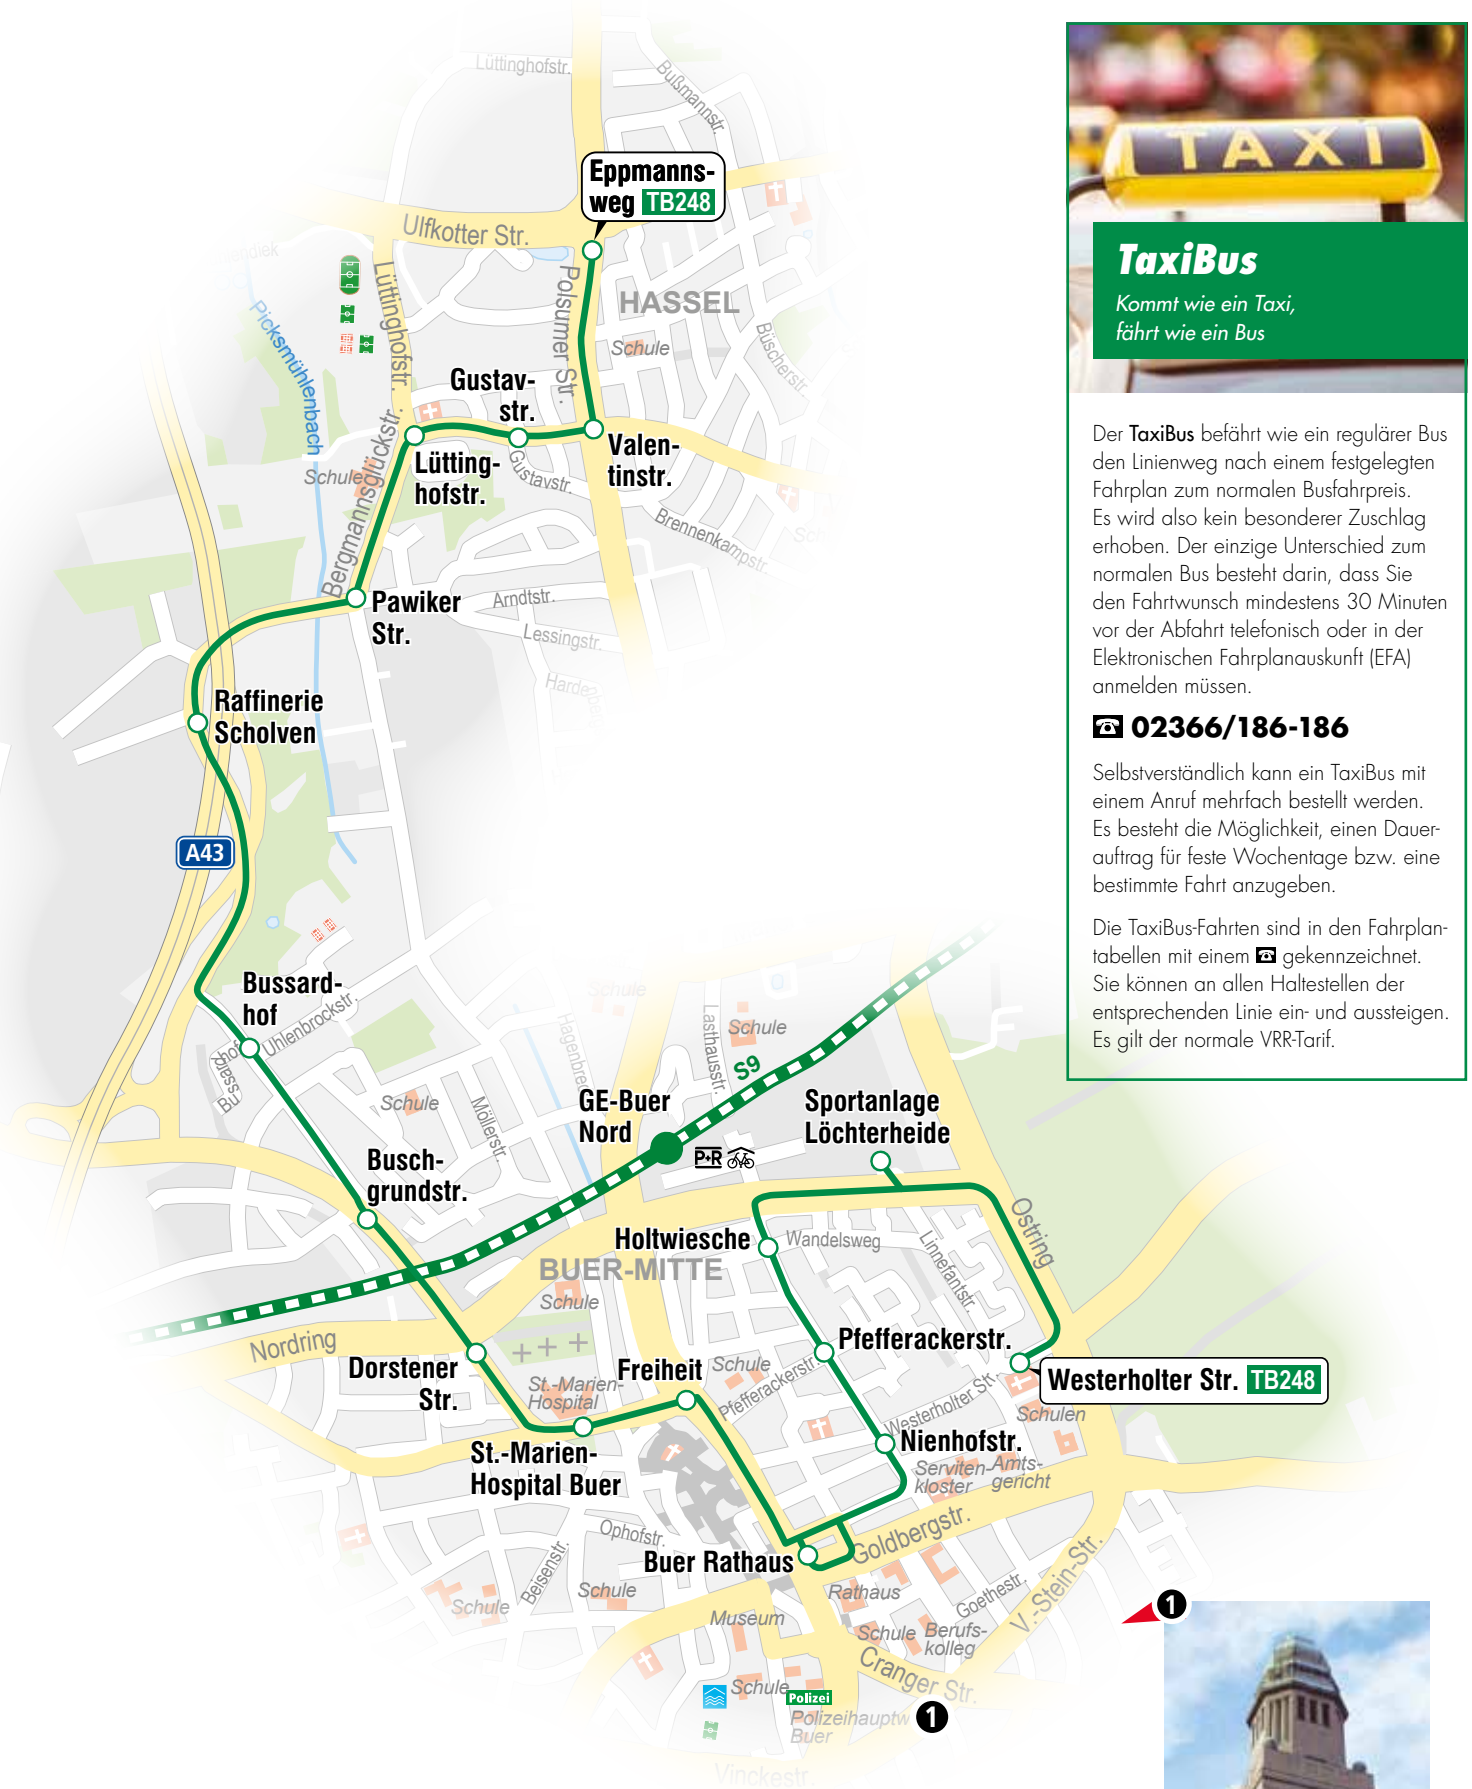 Lüttinghofstr.
Bußmannstr.
Eppmanns-
weg TB248
Ulfkotter Str.
Lüttinghofstr.
Polsumer Str.
HASSEL
Picksmühlenbach
Schule
Büscherstr.
Gustav-
str.
Valen-
tinstr.
Lütting-
hofstr.
Gustavstr.
Schule
Bergmannsglückstr.
Brennenkampstr.
Pawiker
Str.
Arndtstr.
Lessingstr.
Raffinerie
Scholven
A43
Bussard-
hof
Uhlenbrockstr.
Schule
Lasthausstr.
Schule
S9
Schule
Möllerstr.
GE-Buer
Nord
P+R
Sportanlage
Löchterheide
Busch-
grundstr.
Ostring
Holtwiesche
Wandelsweg
Linnefantstr.
BUER-MITTE
Schule
Nordring
Dorstener
Str.
Freiheit
Schule
Pfefferackerstr.
Pfefferackerstr.
St.-Marien-
Hospital
Westerholter Str. TB248
Westerholter Str.
Schulen
St.-Marien-
Hospital Buer
Nienhofstr.
Serviten-
kloster
Amts-
gericht
Ophofstr.
Goldbergstr.
Buer Rathaus
Beisenstr.
Schule
Schule
Rathaus
Goethestr.
V.-Stein-Str.
Museum
Schule
Berufs-
kolleg
Cranger Str.
Schule
Polizei
Polizeihauptw
Buer
1
Vinckestr.
TAXI
TaxiBus
Kommt wie ein Taxi,
fährt wie ein Bus
Der TaxiBus befährt wie ein regulärer Bus
den Linienweg nach einem festgelegten
Fahrplan zum normalen Busfahrpreis.
Es wird also kein besonderer Zuschlag
erhoben. Der einzige Unterschied zum
normalen Bus besteht darin, dass Sie
den Fahrtwunsch mindestens 30 Minuten
vor der Abfahrt telefonisch oder in der
Elektronischen Fahrplanauskunft (EFA)
anmelden müssen.
02366/186-186
Selbstverständlich kann ein TaxiBus mit
einem Anruf mehrfach bestellt werden.
Es besteht die Möglichkeit, einen Dauer-
auftrag für feste Wochentage bzw. eine
bestimmte Fahrt anzugeben.
Die TaxiBus-Fahrten sind in den Fahrplan-
tabellen mit einem gekennzeichnet.
Sie können an allen Haltestellen der
entsprechenden Linie ein- und aussteigen.
Es gilt der normale VRR-Tarif.
1